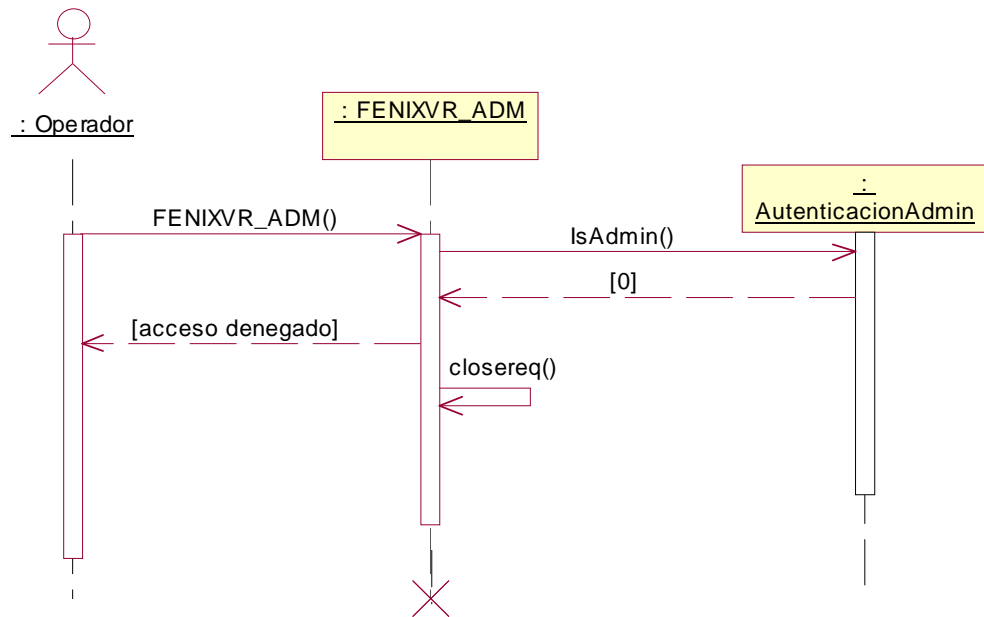 : Operador
: FENIXVR_ADM
:
AutenticacionAdmin
FENIXVR_ADM()
IsAdmin()
[0]
[acceso denegado]
closereq()